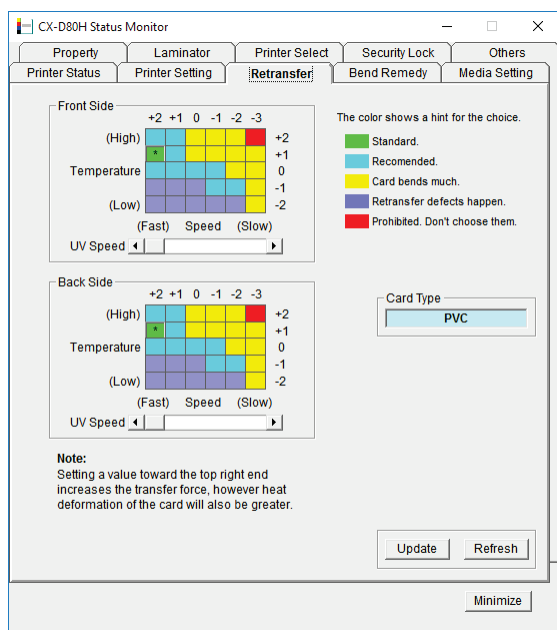 CX-D80H Status Monitor
Property Laminator Printer Select Security Lock Others
Printer Status Printer Setting Retransfer Bend Remedy Media Setting
Front Side
+2 +1 0 -1 -2 -3
(High) +2
* +1
Temperature 0
-1
(Low) -2
(Fast) Speed (Slow)
UV Speed
The color shows a hint for the choice.
Standard.
Recomended.
Card bends much.
Retransfer defects happen.
Prohibited. Don't choose them.
Back Side
+2 +1 0 -1 -2 -3
(High) +2
* +1
Temperature 0
-1
(Low) -2
(Fast) Speed (Slow)
UV Speed
Card Type
PVC
Note:
Setting a value toward the top right end
increases the transfer force, however heat
deformation of the card will also be greater.
Update Refresh
Minimize